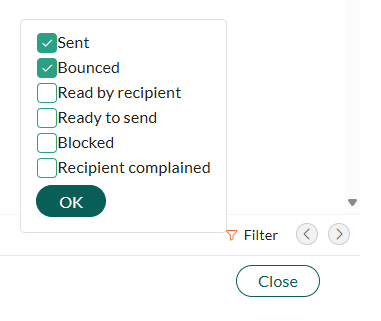 Sent
Bounced
Read by recipient
Ready to send
Blocked
Recipient complained
OK
Filter
Close